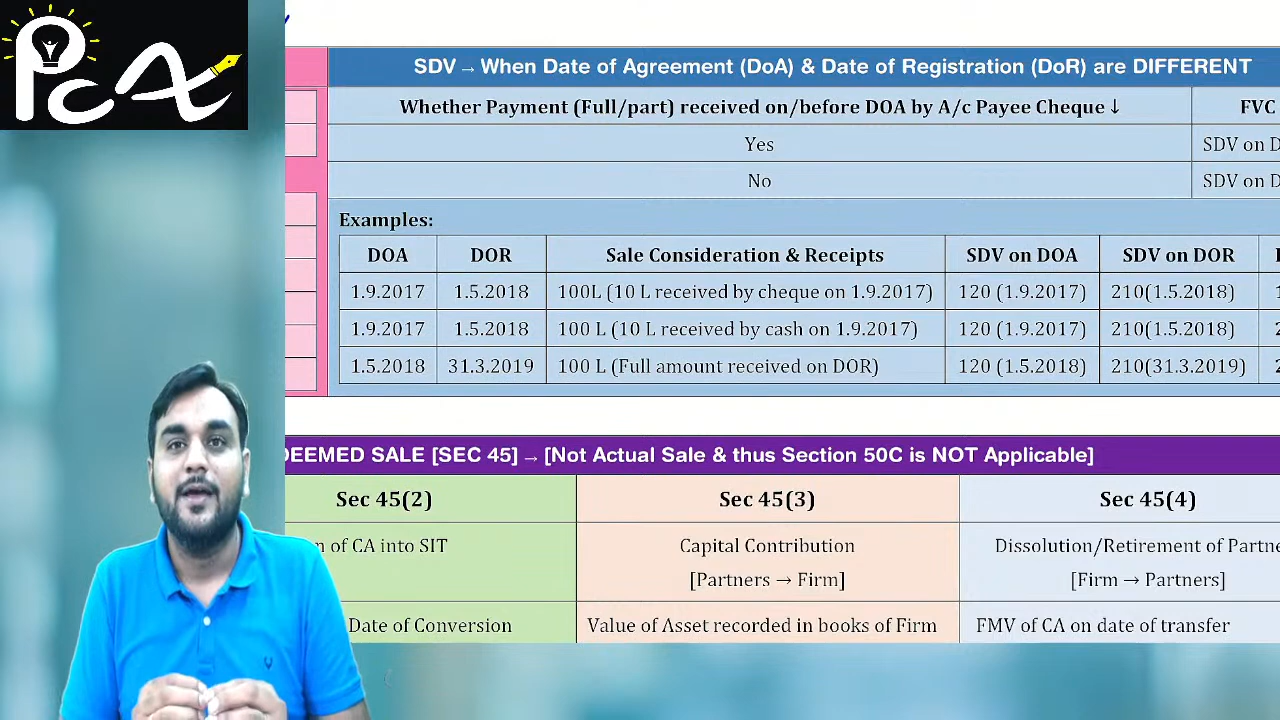 PCA
SDV → When Date of Agreement (DoA) & Date of Registration (DoR) are DIFFERENT
Whether Payment (Full/part) received on/before DOA by A/c Payee Cheque ↓ FVC
Yes SDV on D
No SDV on D
Examples:
DOA DOR Sale Consideration & Receipts SDV on DOA SDV on DOR
1.9.2017 1.5.2018 100L (10 L received by cheque on 1.9.2017) 120 (1.9.2017) 210(1.5.2018)
1.9.2017 1.5.2018 100 L (10 L received by cash on 1.9.2017) 120 (1.9.2017) 210(1.5.2018)
1.5.2018 31.3.2019 100 L (Full amount received on DOR) 120 (1.5.2018) 210(31.3.2019)
DEEMED SALE [SEC 45] → [Not Actual Sale & thus Section 50C is NOT Applicable]
Sec 45(2) Sec 45(3) Sec 45(4)
n of CA into SIT Capital Contribution Dissolution/Retirement of Partne
[Partners → Firm] [Firm → Partners]
Date of Conversion Value of Asset recorded in books of Firm FMV of CA on date of transfer